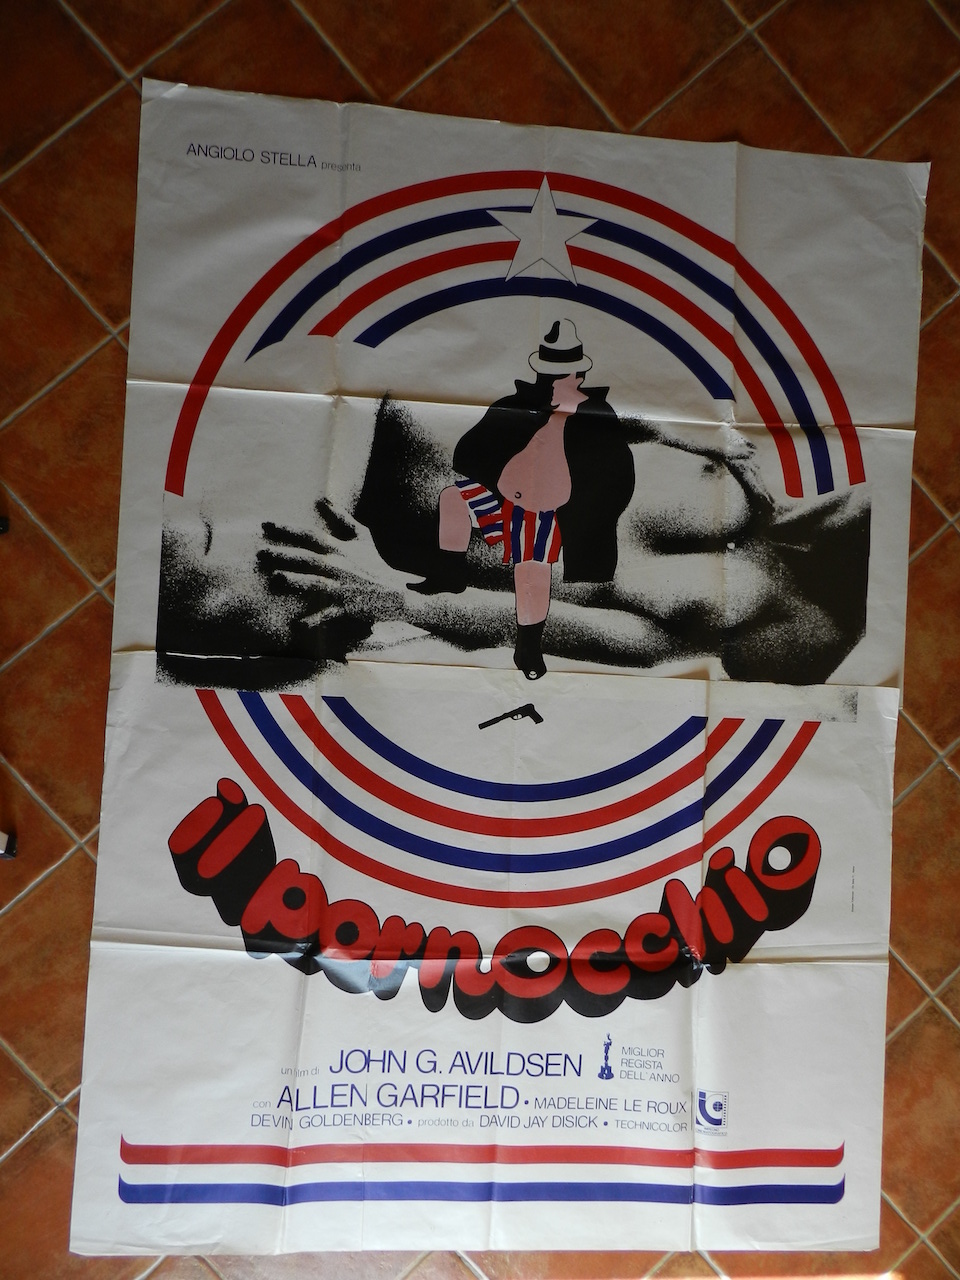 ANGIOLO STELLA presenta
il pornocchio
un film di JOHN G. AVILDSEN
MIGLIOR
REGISTA
DELL'ANNO
con ALLEN GARFIELD • MADELEINE LE ROUX
DEVIN GOLDENBERG • prodotto da DAVID JAY DISICK • TECHNICOLOR